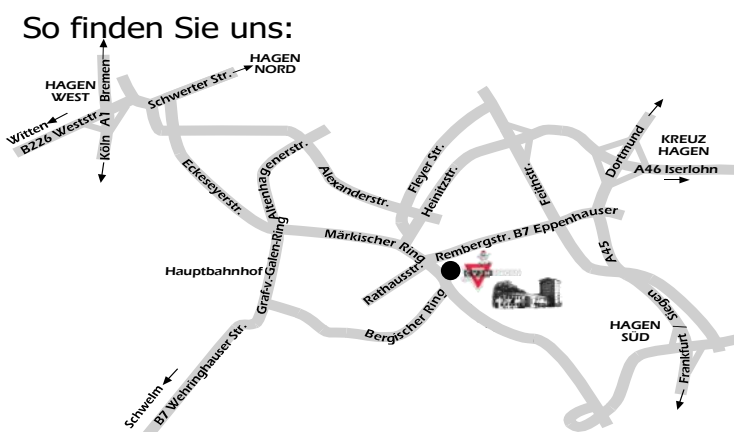 So finden Sie uns:
HAGEN
NORD
HAGEN
WEST
Bremen
Köln A1
Schwerter Str.
Witten
B226 Weststr.
Dortmund
KREUZ
HAGEN
A46 Iserlohn
Fleyer Str.
Heinitzstr.
Feithstr.
Altenhagenerstr.
Alexanderstr.
Eckeseyerstr.
Märkischer Ring
Rembergstr. B7 Eppenhauser
A45
Hauptbahnhof
Graf-v.-Galen-Ring
Rathausstr.
Bergischer Ring
Siegen
HAGEN
SÜD
Frankfurt
Schwelm
B7 Wehringhauser Str.